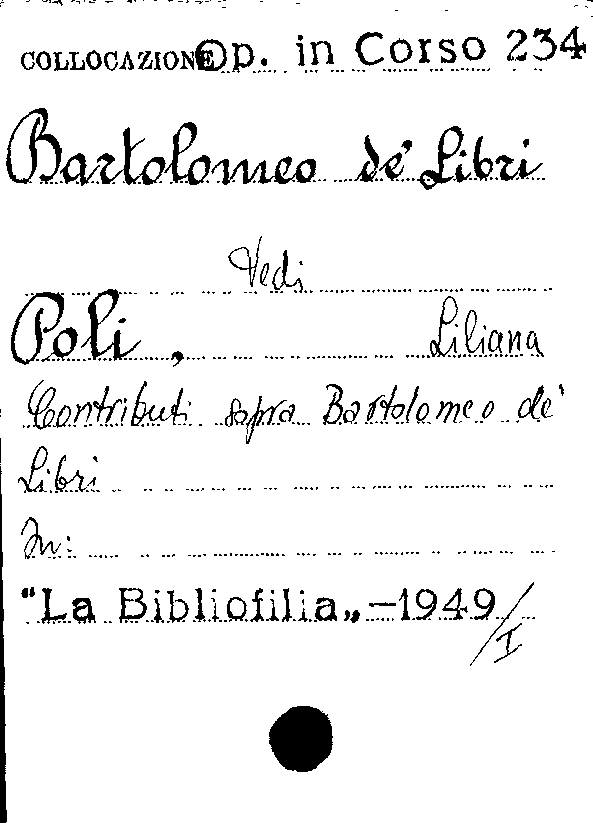 COLLOCAZIONE Op. in Corso 234
Bartolomeo de' Libri
Vedi
Poli, Liliana
Contributi sopra Bartolomeo de'
Libri
In:
"La Bibliofilia„ - 1949/I